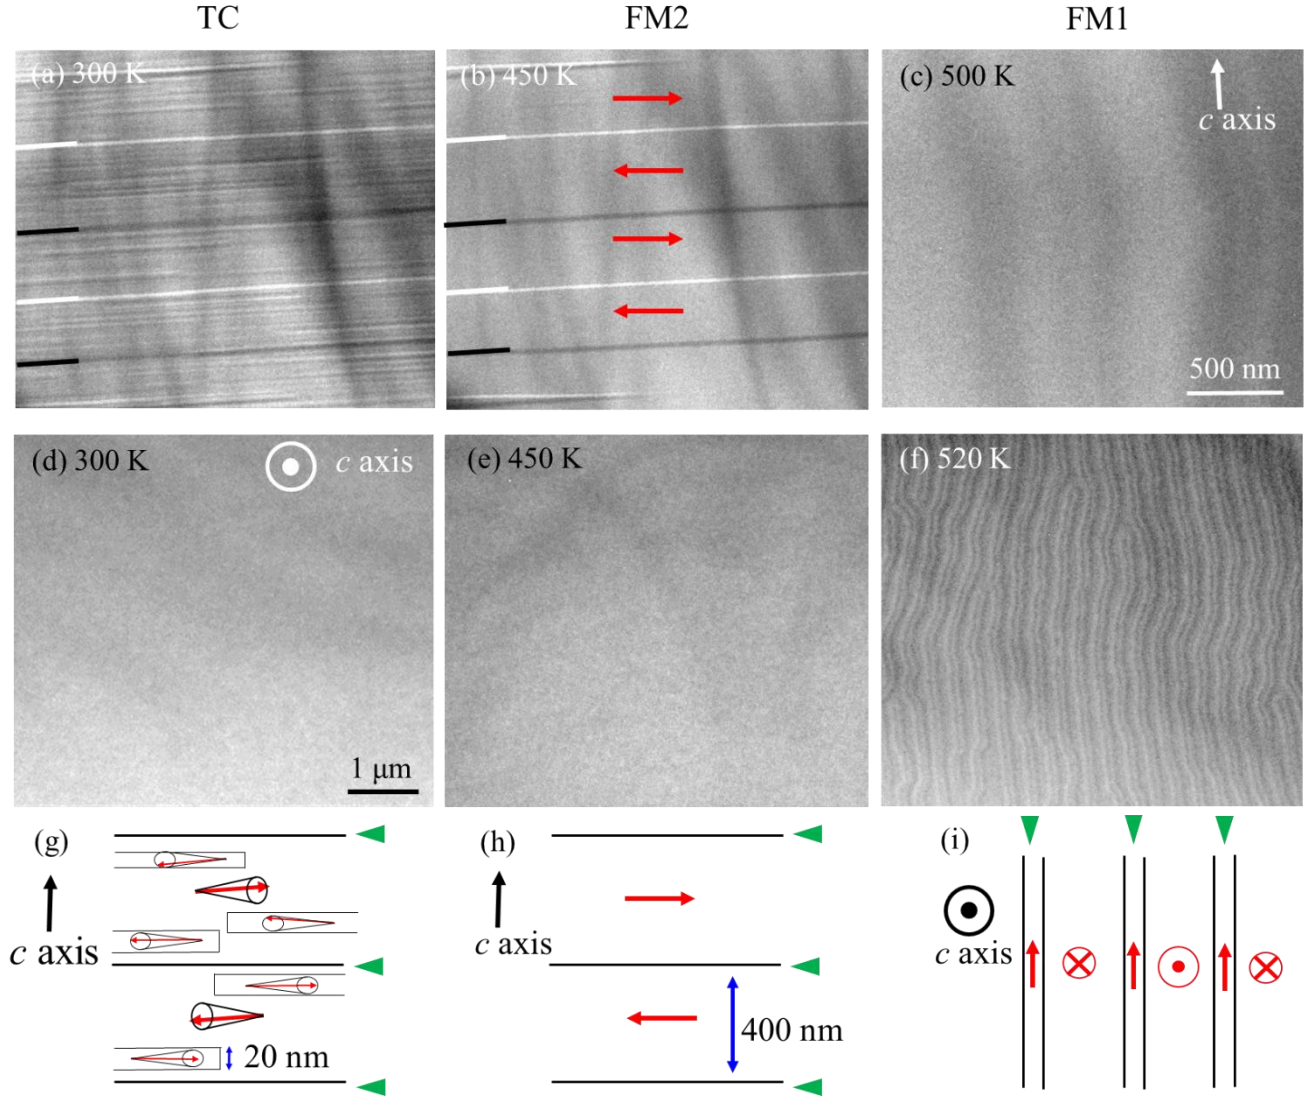 TC
FM2
FM1
(a) 300 K
(b) 450 K
(c) 500 K
c axis
500 nm
(d) 300 K
c axis
(e) 450 K
(f) 520 K
1 μm
(g)
c axis
20 nm
(h)
c axis
400 nm
(i)
c axis